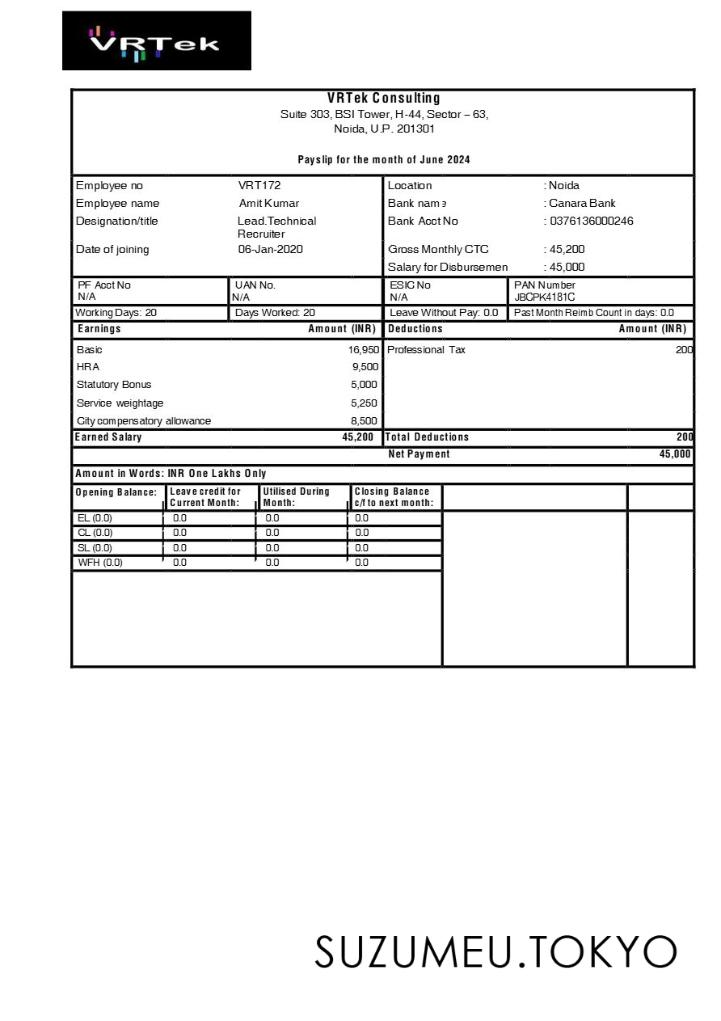 VRTek
VRTek Consulting
Suite 303, BSI Tower, H-44, Sector – 63,
Noida, U.P. 201301
Payslip for the month of June 2024
Employee no VRT172 Location : Noida
Employee name Amit Kumar Bank name : Canara Bank
Designation/title Lead.Technical Bank Acct No : 0376136000246
Recruiter
Date of joining 06-Jan-2020 Gross Monthly CTC : 45,200
Salary for Disbursemen : 45,000
PF Acct No UAN No. ESIC No PAN Number
N/A N/A N/A JBCPK4181C
Working Days: 20 Days Worked: 20 Leave Without Pay: 0.0 Past Month Reimb Count in days: 0.0
Earnings Amount (INR) Deductions Amount (INR)
Basic 16,950 Professional Tax 200
HRA 9,500
Statutory Bonus 5,000
Service weightage 5,250
City compensatory allowance 8,500
Earned Salary 45,200 Total Deductions 200
Net Payment 45,000
Amount in Words: INR One Lakhs Only
Opening Balance: Leave credit for Utilised During Closing Balance
Current Month: Month: c/f to next month:
EL (0.0) 0.0 0.0 0.0
CL (0.0) 0.0 0.0 0.0
SL (0.0) 0.0 0.0 0.0
WFH (0.0) 0.0 0.0 0.0
SUZUMEU.TOKYO